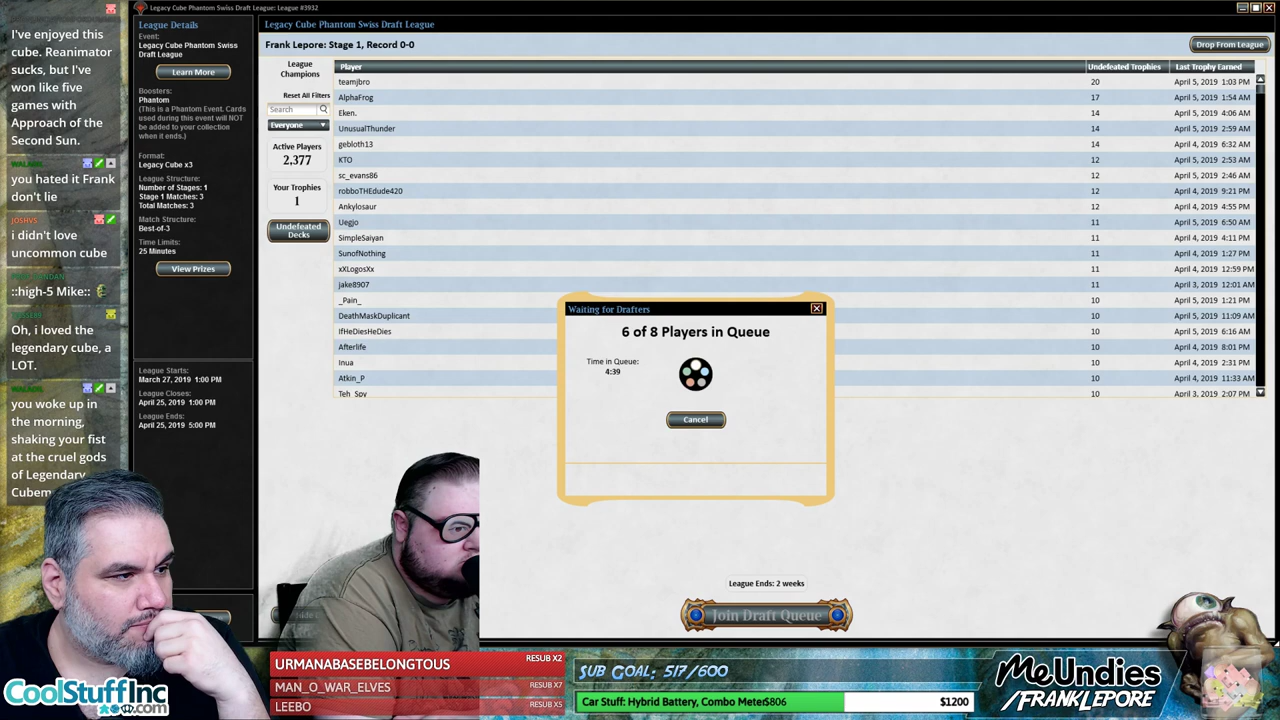 Legacy Cube Phantom Swiss Draft League: League #3932
I've enjoyed this
cube. Reanimator
sucks, but I've
won like five
games with
Approach of the
Second Sun.
you hated it Frank
don't lie
JOSHVS
i didn't love
uncommon cube
::high-5 Mike::
Oh, i loved the
legendary cube, a
LOT.
you woke up in
the morning,
shaking your fist
at the cruel gods
of Legendary
Cubem
League Details
Event:
Legacy Cube Phantom Swiss
Draft League
Learn More
Boosters:
Phantom
(This is a Phantom Event. Cards
used during this event will NOT
be added to your collection
when it ends.)
Format:
Legacy Cube x3
League Structure:
Number of Stages: 1
Stage 1 Matches: 3
Total Matches: 3
Match Structure:
Best-of-3
Time Limits:
25 Minutes
View Prizes
League Starts:
March 27, 2019 1:00 PM
League Closes:
April 25, 2019 1:00 PM
League Ends:
April 25, 2019 5:00 PM
Legacy Cube Phantom Swiss Draft League
Frank Lepore: Stage 1, Record 0-0
Drop From League
League
Champions
Reset All Filters
Search
Everyone
Active Players
2,377
Your Trophies
1
Undefeated
Decks
Player Undefeated Trophies Last Trophy Earned
teamjbro 20 April 5, 2019 1:03 PM
AlphaFrog 17 April 5, 2019 1:54 AM
Eken. 14 April 5, 2019 4:06 AM
UnusualThunder 14 April 5, 2019 2:59 AM
gebloth13 14 April 4, 2019 6:32 AM
KTO 12 April 5, 2019 2:53 AM
sc_evans86 12 April 5, 2019 2:46 AM
robboTHEdude420 12 April 4, 2019 9:21 PM
Ankylosaur 12 April 4, 2019 4:55 PM
Uegjo 11 April 5, 2019 6:50 AM
SimpleSaiyan 11 April 4, 2019 4:11 PM
SunofNothing 11 April 4, 2019 1:27 PM
xXLogosXx 11 April 4, 2019 12:59 PM
jake8907 11 April 3, 2019 12:01 AM
_Pain_ 10 April 5, 2019 1:21 PM
DeathMaskDuplicant 10 April 5, 2019 11:09 AM
IfHeDiesHeDies 10 April 5, 2019 6:16 AM
Afterlife 10 April 4, 2019 8:01 PM
Inua 10 April 4, 2019 2:31 PM
Atkin_P 10 April 4, 2019 11:33 AM
Teh_Spy 10 April 3, 2019 2:07 PM
Waiting for Drafters
6 of 8 Players in Queue
Time in Queue:
4:39
Cancel
League Ends: 2 weeks
Join Draft Queue
URMANABASEBELONGTOUS RESUB X2
MAN_O_WAR_ELVES RESUB X7
LEEBO RESUB X5
SUB GOAL: 517/600
Car Stuff: Hybrid Battery, Combo Meter $806 $1200
MeUndies
/FRANKLEPORE
CoolStuffInc
.com